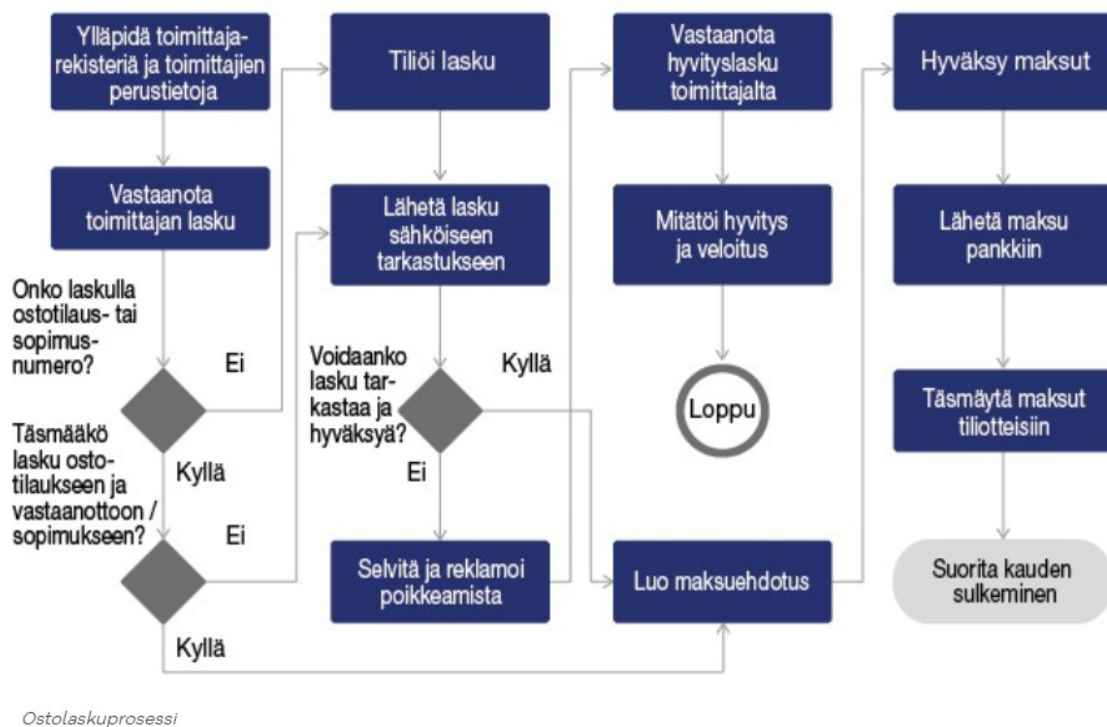 Ylläpidä toimittaja-
rekisteriä ja toimittajien
perustietoja
Vastaanota
toimittajan lasku
Onko laskulla
ostotilaus- tai
sopimus-
numero?
Ei
Täsmääkö
lasku osto-
tilaukseen ja
vastaanottoon /
sopimukseen?
Kyllä
Ei
Kyllä
Tiliöi lasku
Lähetä lasku
sähköiseen
tarkastukseen
Voidaanko
lasku tar-
kastaa ja
hyväksyä?
Kyllä
Ei
Selvitä ja reklamoi
poikkeamista
Vastaanota
hyvityslasku
toimittajalta
Mitätöi hyvitys
ja veloitus
Loppu
Luo maksuehdotus
Hyväksy maksut
Lähetä maksu
pankkiin
Täsmäytä maksut
tiliotteisiin
Suorita kauden
sulkeminen
Ostolaskuprosessi